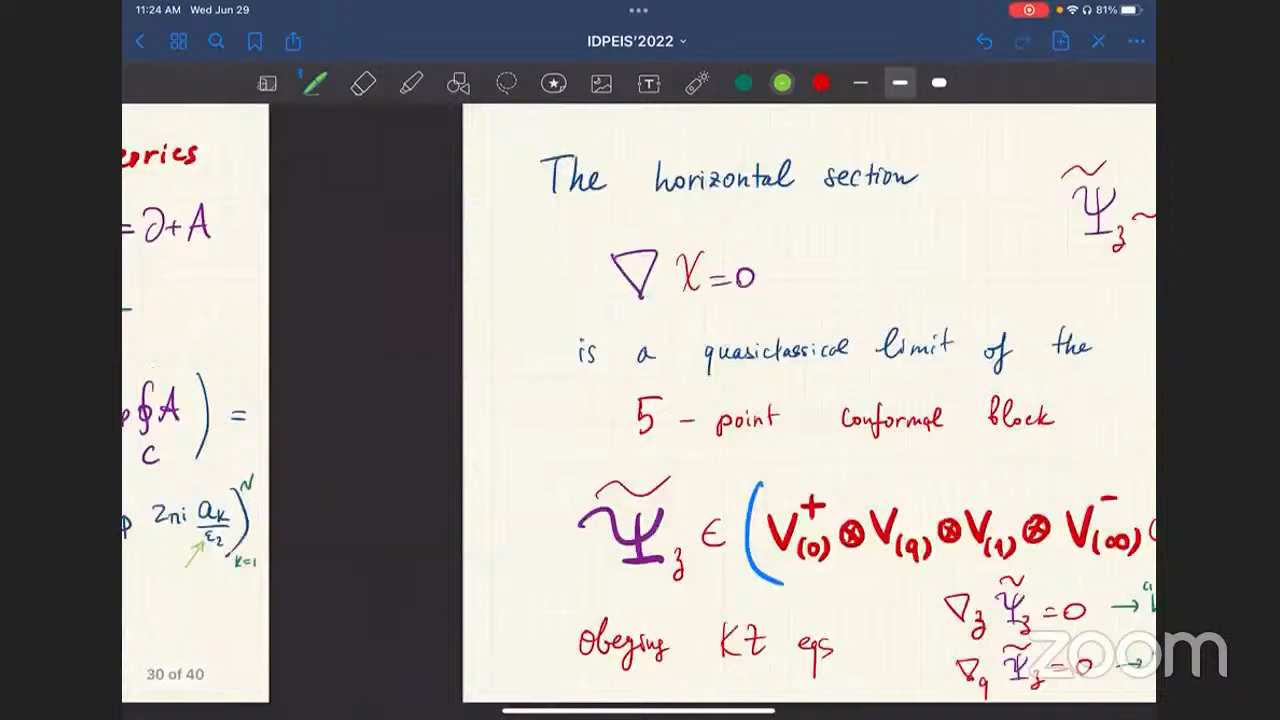 11:24 AM Wed Jun 29
81%
IDPEIS'2022
eories
= ∂ + A
∮A ) =
C
2πi a_k/ε_2 )^N
k=1
30 of 40
The horizontal section
Ψ̃_z ~
∇ χ = 0
is a quasiclassical limit of the
5 - point conformal block
Ψ̃_z ∈ ( V^+_(0) ⊗ V_(q) ⊗ V_(1) ⊗ V^-_(∞)
∇_z Ψ̃_z = 0 →
Obeying KZ eqs
∇_q Ψ̃_z = 0 →
zoom